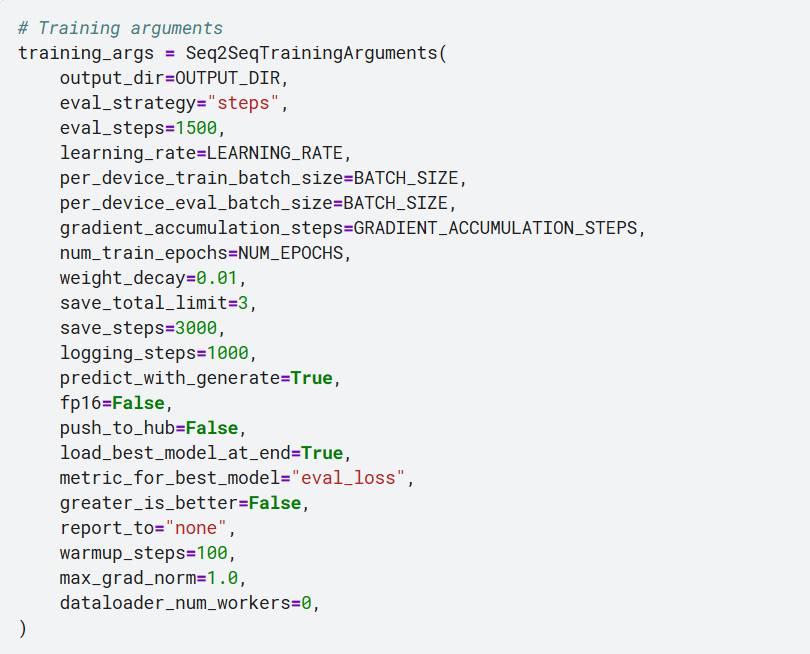 # Training arguments
training_args = Seq2SeqTrainingArguments(
    output_dir=OUTPUT_DIR,
    eval_strategy="steps",
    eval_steps=1500,
    learning_rate=LEARNING_RATE,
    per_device_train_batch_size=BATCH_SIZE,
    per_device_eval_batch_size=BATCH_SIZE,
    gradient_accumulation_steps=GRADIENT_ACCUMULATION_STEPS,
    num_train_epochs=NUM_EPOCHS,
    weight_decay=0.01,
    save_total_limit=3,
    save_steps=3000,
    logging_steps=1000,
    predict_with_generate=True,
    fp16=False,
    push_to_hub=False,
    load_best_model_at_end=True,
    metric_for_best_model="eval_loss",
    greater_is_better=False,
    report_to="none",
    warmup_steps=100,
    max_grad_norm=1.0,
    dataloader_num_workers=0,
)